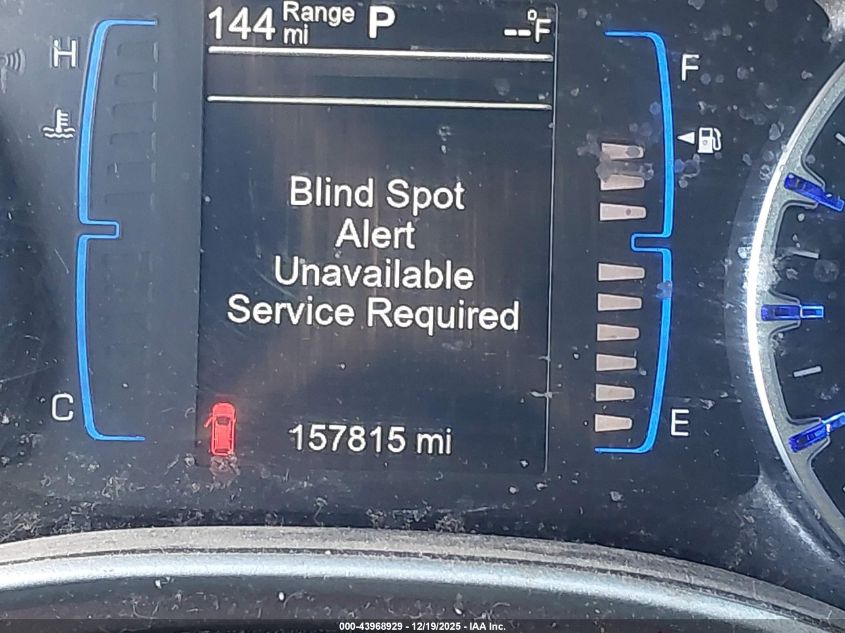 144 Range mi P --°F
H
F
Blind Spot
Alert
Unavailable
Service Required
C
E
157815 mi
000-43968929 - 12/19/2025 - IAA Inc.